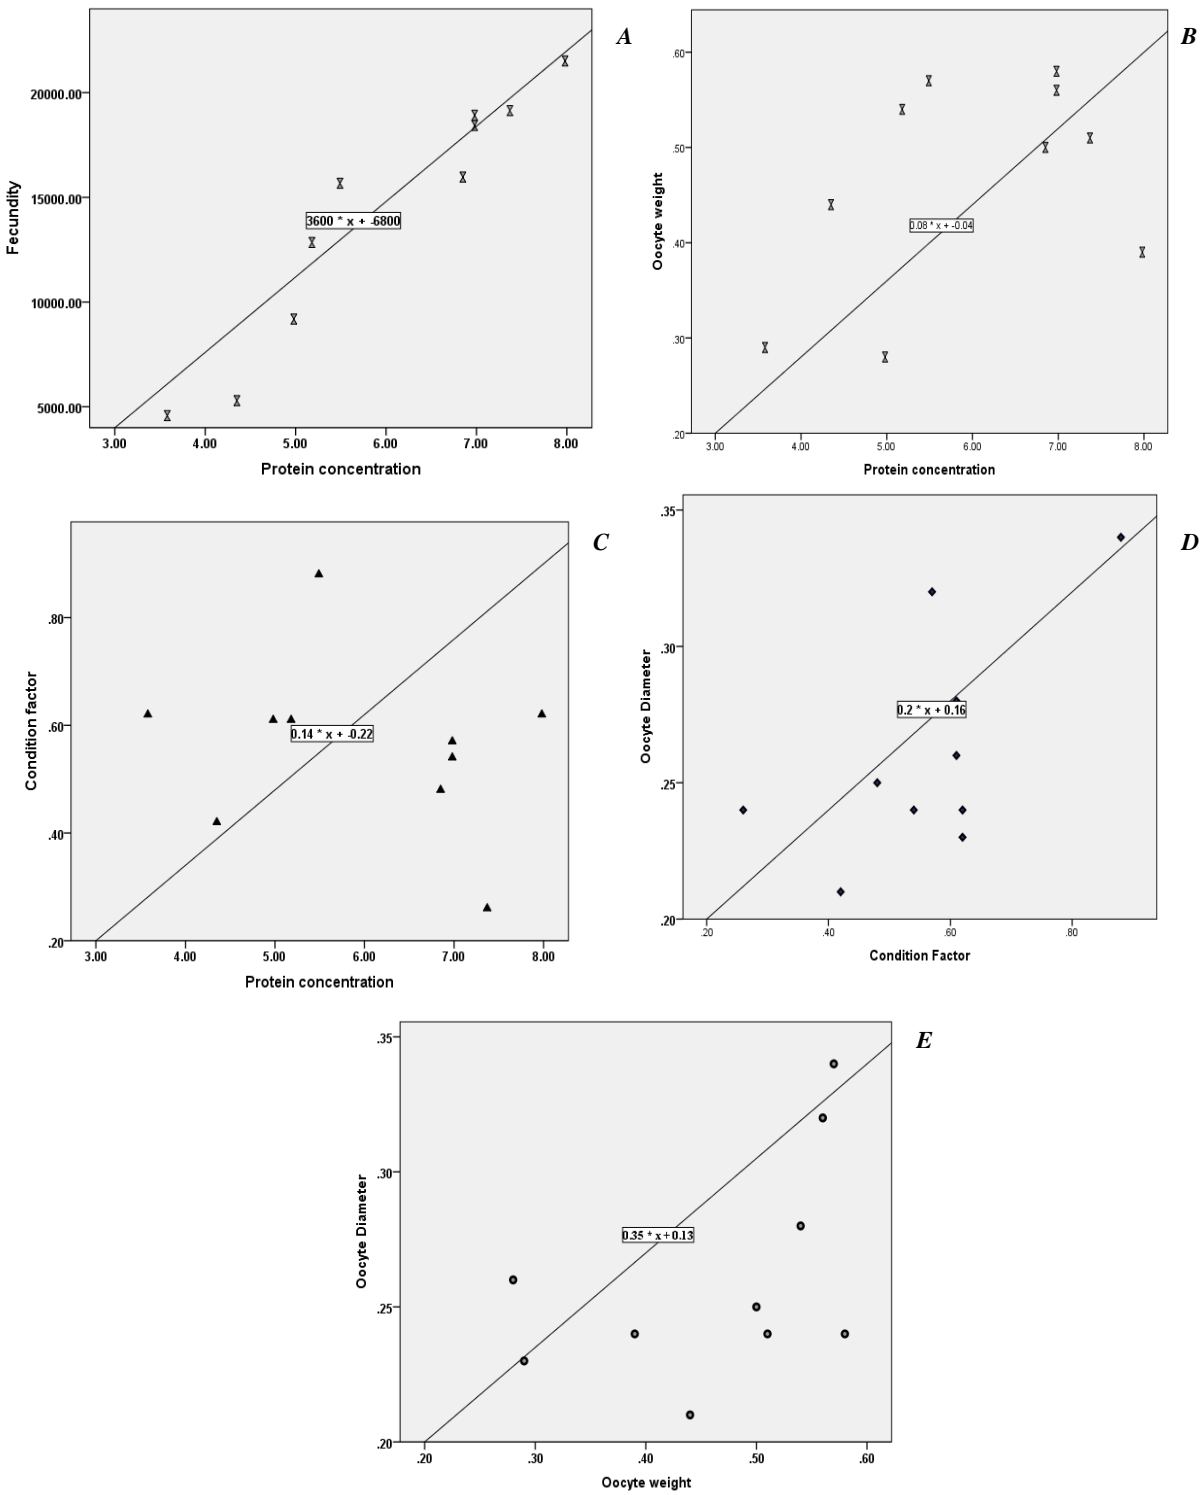 A
Fecundity
20000.00
15000.00
10000.00
5000.00
3600 * x + -6800
3.00 4.00 5.00 6.00 7.00 8.00
Protein concentration
B
Oocyte weight
.60
.50
.40
.30
.20
0.08 * x + -0.04
3.00 4.00 5.00 6.00 7.00 8.00
Protein concentration
C
Condition factor
.80
.60
.40
.20
0.14 * x + -0.22
3.00 4.00 5.00 6.00 7.00 8.00
Protein concentration
D
Oocyte Diameter
.35
.30
.25
.20
0.2 * x + 0.16
.20 .40 .60 .80
Condition Factor
E
Oocyte Diameter
.35
.30
.25
.20
0.35 * x + 0.13
.20 .30 .40 .50 .60
Oocyte weight